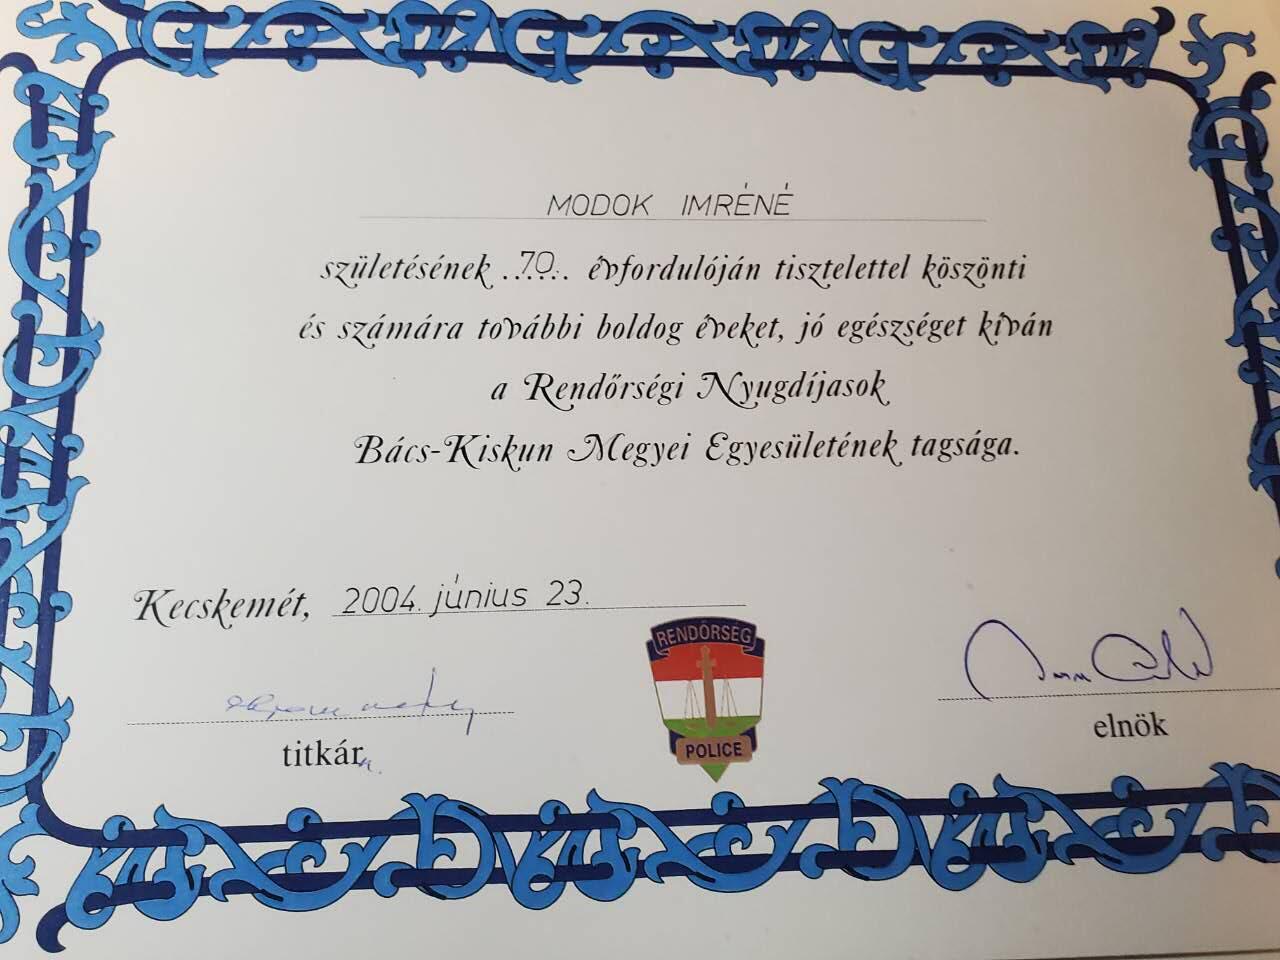 MODOK IMRÉNÉ
születésének ..70.. évfordulóján tisztelettel köszönti
és számára további boldog éveket, jó egészséget kíván
a Rendőrségi Nyugdíjasok
Bács-Kiskun Megyei Egyesületének tagsága.
Kecskemét, 2004. június 23.
RENDŐRSÉG
POLICE
titkár
elnök